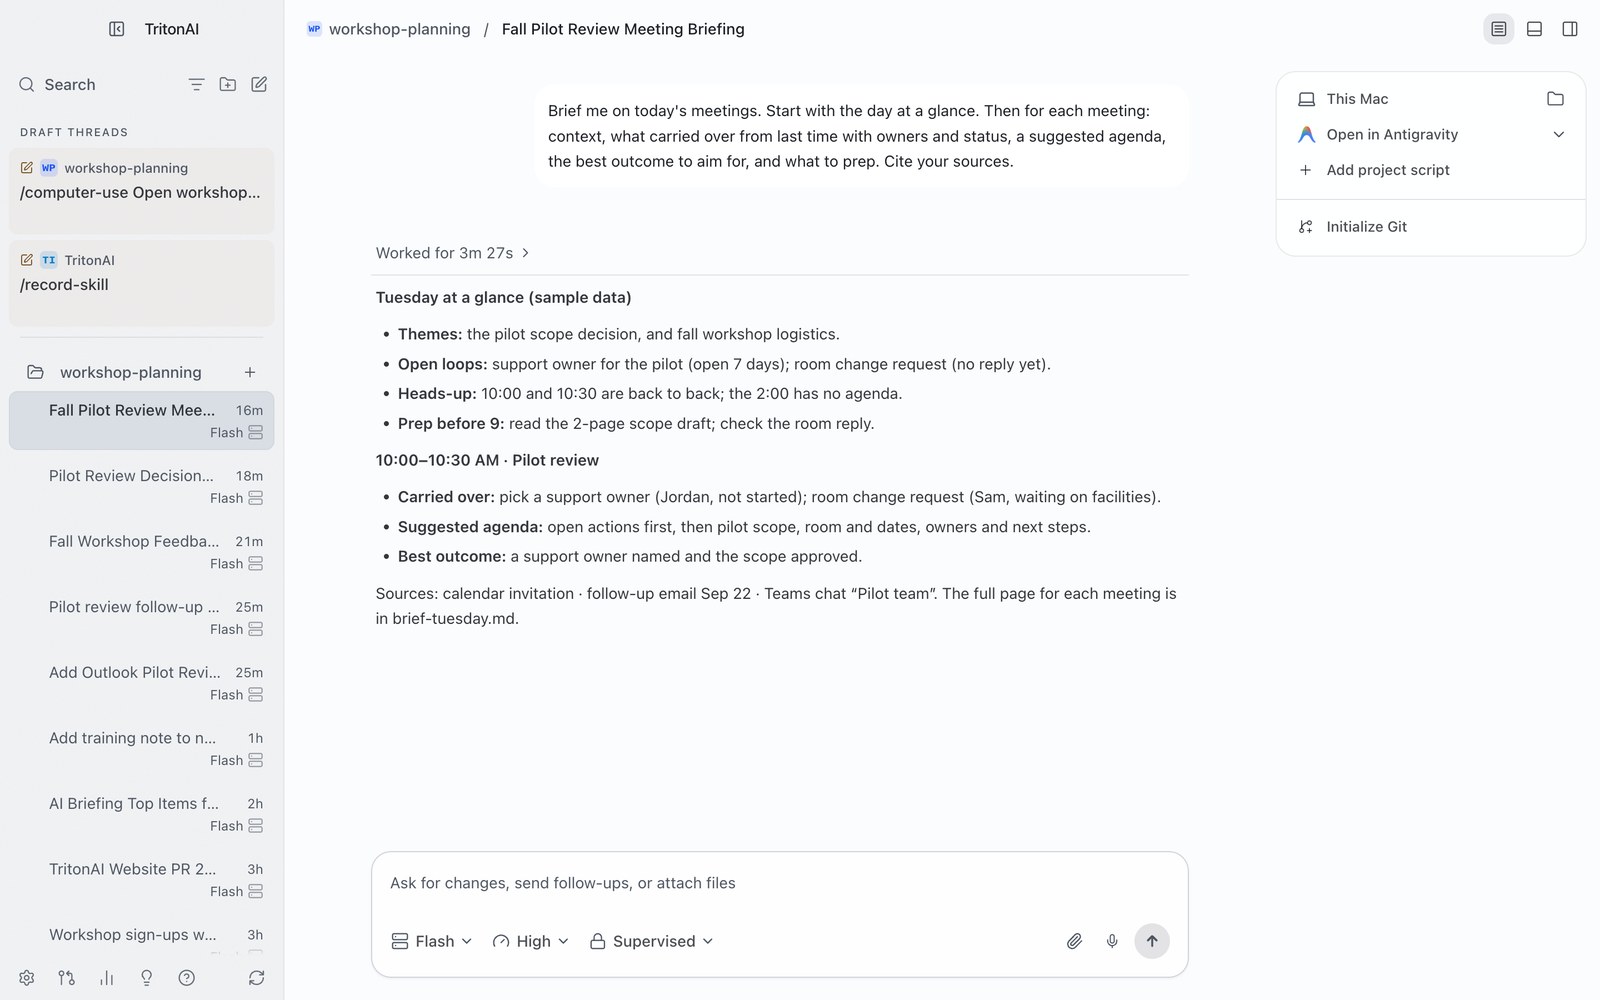 TritonAI
Search
DRAFT THREADS
WP workshop-planning
/computer-use Open workshop...
TI TritonAI
/record-skill
workshop-planning
Fall Pilot Review Mee... 16m
Flash
Pilot Review Decision... 18m
Flash
Fall Workshop Feedba... 21m
Flash
Pilot review follow-up ... 25m
Flash
Add Outlook Pilot Revi... 25m
Flash
Add training note to n... 1h
Flash
AI Briefing Top Items f... 2h
Flash
TritonAI Website PR 2... 3h
Flash
Workshop sign-ups w... 3h
WP workshop-planning / Fall Pilot Review Meeting Briefing
Brief me on today's meetings. Start with the day at a glance. Then for each meeting:
context, what carried over from last time with owners and status, a suggested agenda,
the best outcome to aim for, and what to prep. Cite your sources.
Worked for 3m 27s
Tuesday at a glance (sample data)
• Themes: the pilot scope decision, and fall workshop logistics.
• Open loops: support owner for the pilot (open 7 days); room change request (no reply yet).
• Heads-up: 10:00 and 10:30 are back to back; the 2:00 has no agenda.
• Prep before 9: read the 2-page scope draft; check the room reply.
10:00–10:30 AM · Pilot review
• Carried over: pick a support owner (Jordan, not started); room change request (Sam, waiting on facilities).
• Suggested agenda: open actions first, then pilot scope, room and dates, owners and next steps.
• Best outcome: a support owner named and the scope approved.
Sources: calendar invitation · follow-up email Sep 22 · Teams chat “Pilot team”. The full page for each meeting is
in brief-tuesday.md.
Ask for changes, send follow-ups, or attach files
Flash High Supervised
This Mac
Open in Antigravity
Add project script
Initialize Git